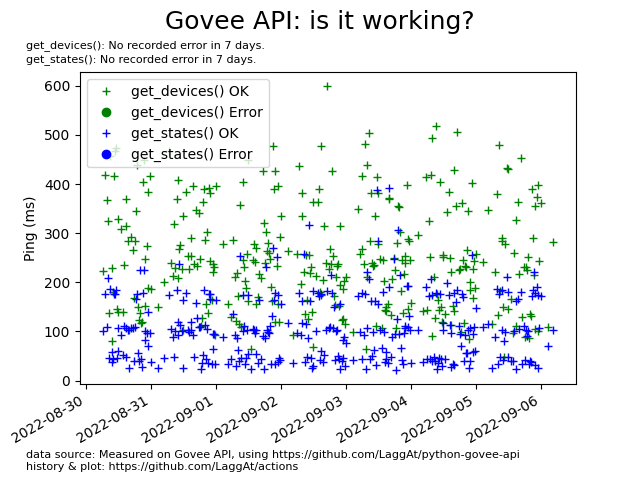 Govee API: is it working?
get_devices(): No recorded error in 7 days.
get_states(): No recorded error in 7 days.
get_devices() OK
get_devices() Error
get_states() OK
get_states() Error
Ping (ms)
600
500
400
300
200
100
0
2022-08-30
2022-08-31
2022-09-01
2022-09-02
2022-09-03
2022-09-04
2022-09-05
2022-09-06
data source: Measured on Govee API, using https://github.com/LaggAt/python-govee-api
history & plot: https://github.com/LaggAt/actions